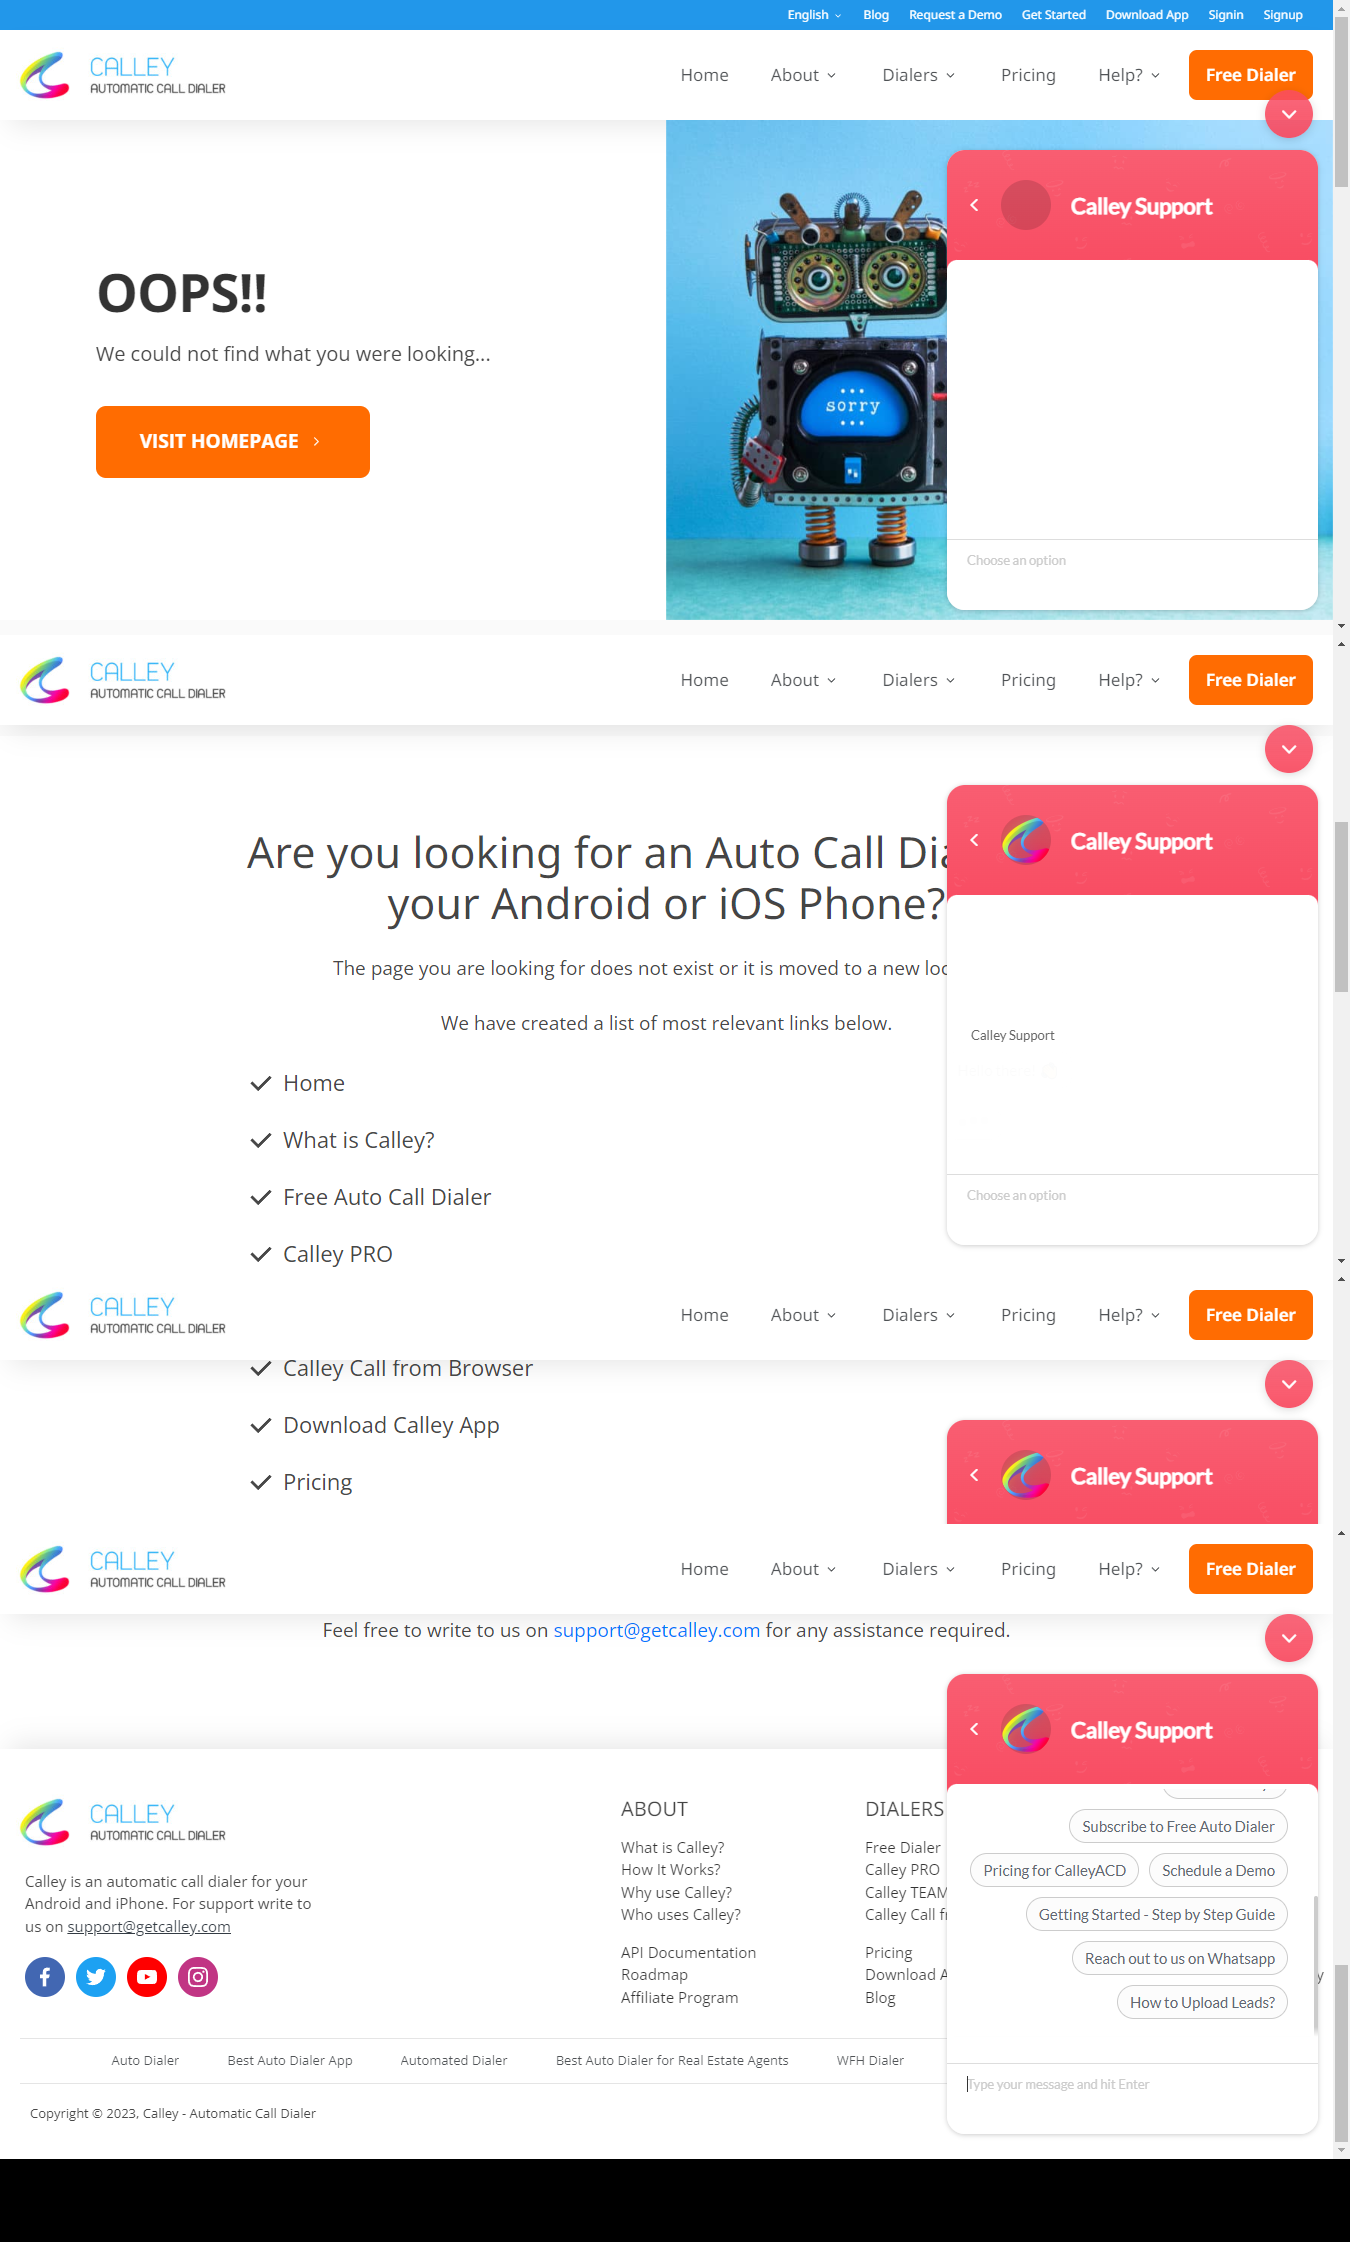 English
Blog
Request a Demo
Get Started
Download App
Signin
Signup
CALLEY
AUTOMATIC CALL DIALER
Home
About
Dialers
Pricing
Help?
Free Dialer
OOPS!!
We could not find what you were looking...
VISIT HOMEPAGE
sorry
Calley Support
Choose an option
CALLEY
AUTOMATIC CALL DIALER
Home
About
Dialers
Pricing
Help?
Free Dialer
Are you looking for an Auto Call
your Android or iOS Phone?
The page you are looking for does not exist or it is moved to a new
We have created a list of most relevant links below.
Home
What is Calley?
Free Auto Call Dialer
Calley PRO
Calley Support
Calley Support
Choose an option
CALLEY
AUTOMATIC CALL DIALER
Home
About
Dialers
Pricing
Help?
Free Dialer
Calley Call from Browser
Download Calley App
Pricing
Calley Support
CALLEY
AUTOMATIC CALL DIALER
Home
About
Dialers
Pricing
Help?
Free Dialer
Feel free to write to us on support@getcalley.com for any assistance required.
CALLEY
AUTOMATIC CALL DIALER
Calley is an automatic call dialer for your
Android and iPhone. For support write to
us on support@getcalley.com
ABOUT
What is Calley?
How It Works?
Why use Calley?
Who uses Calley?
API Documentation
Roadmap
Affiliate Program
DIALERS
Free Dialer
Calley PRO
Calley TEAM
Calley Call
Pricing
Download
Blog
Calley Support
Subscribe to Free Auto Dialer
Pricing for CalleyACD
Schedule a Demo
Getting Started - Step by Step Guide
Reach out to us on Whatsapp
How to Upload Leads?
Type your message and hit Enter
Auto Dialer
Best Auto Dialer App
Automated Dialer
Best Auto Dialer for Real Estate Agents
WFH Dialer
Copyright © 2023, Calley - Automatic Call Dialer